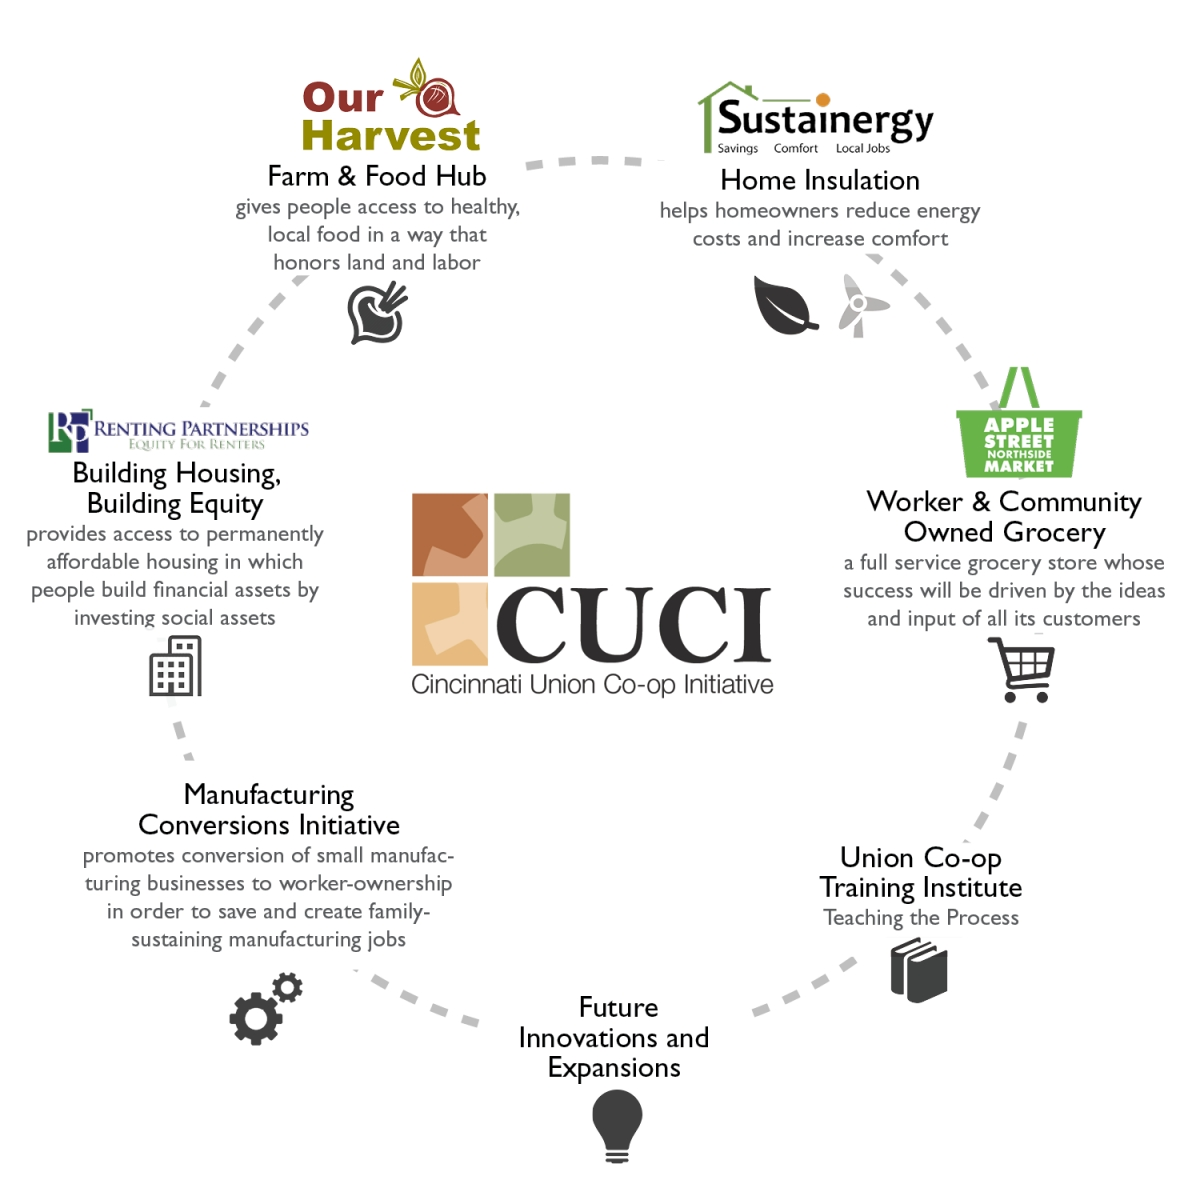 Our
Harvest
Farm & Food Hub
gives people access to healthy,
local food in a way that
honors land and labor
Sustainergy
Savings Comfort Local Jobs
Home Insulation
helps homeowners reduce energy
costs and increase comfort
RP RENTING PARTNERSHIPS
EQUITY FOR RENTERS
Building Housing,
Building Equity
provides access to permanently
affordable housing in which
people build financial assets by
investing social assets
APPLE
STREET
NORTHSIDE
MARKET
Worker & Community
Owned Grocery
a full service grocery store whose
success will be driven by the ideas
and input of all its customers
CUCI
Cincinnati Union Co-op Initiative
Manufacturing
Conversions Initiative
promotes conversion of small manufac-
turing businesses to worker-ownership
in order to save and create family-
sustaining manufacturing jobs
Union Co-op
Training Institute
Teaching the Process
Future
Innovations and
Expansions